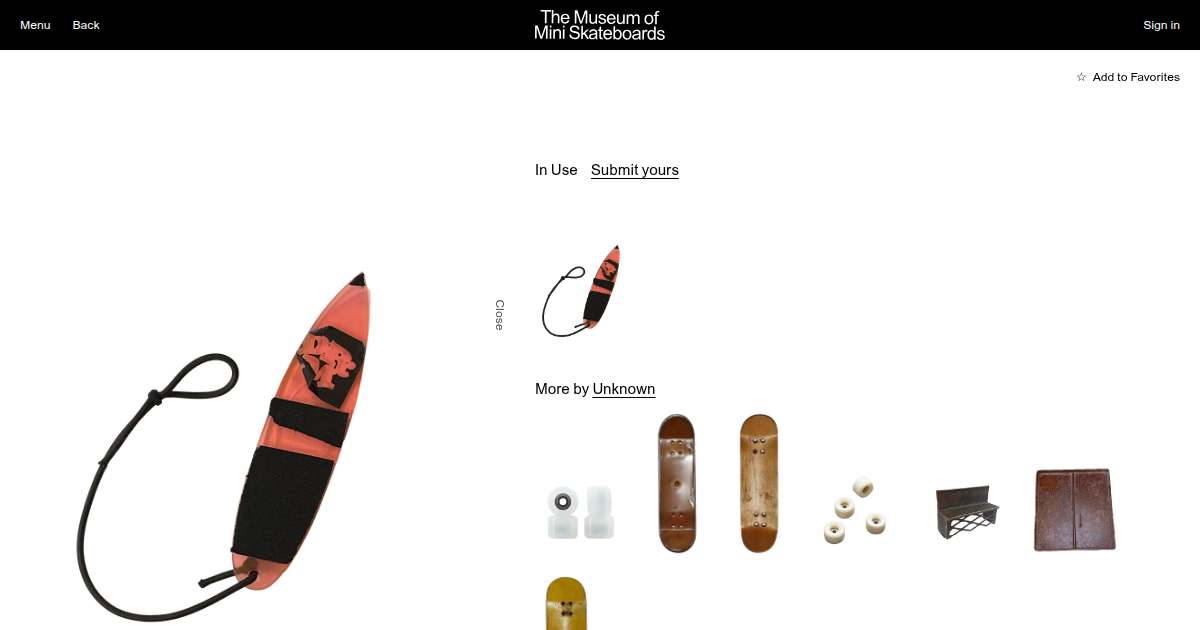 Menu
Back
The Museum of
Mini Skateboards
Sign in
☆ Add to Favorites
In Use
Submit yours
Close
More by Unknown